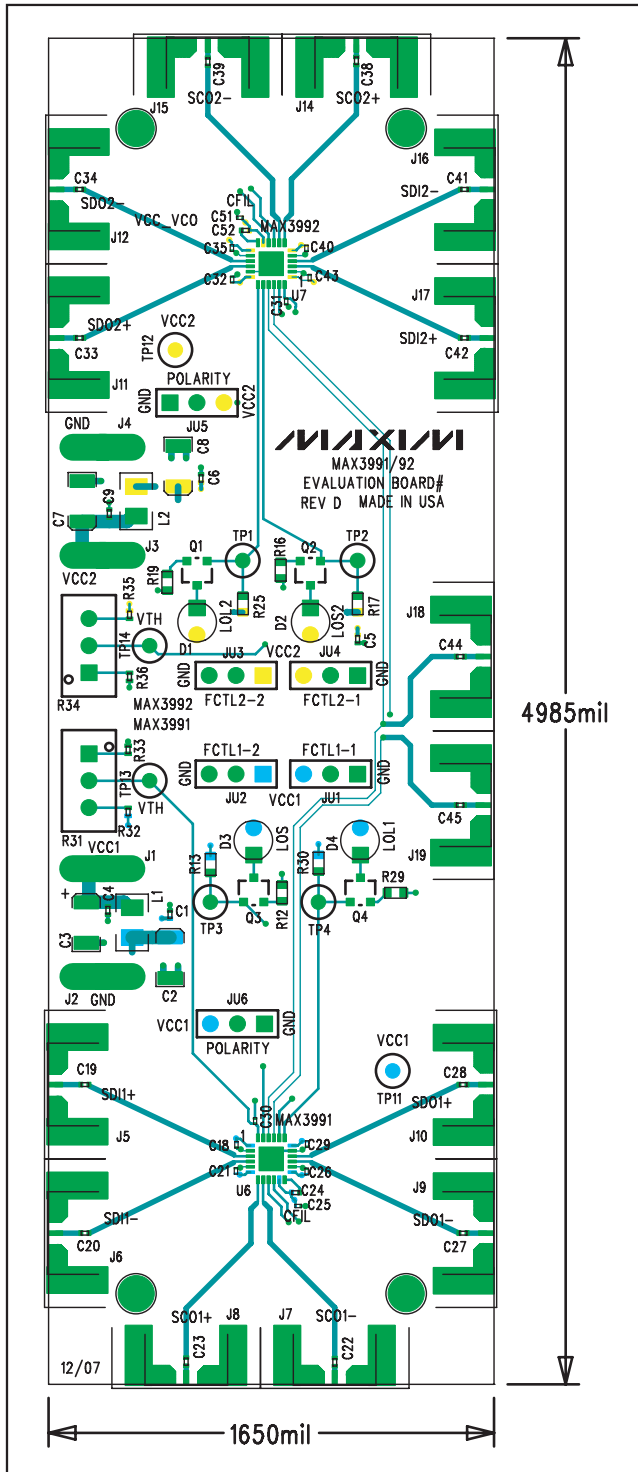 C39
C38
J15
SCO2-
J14
SCO2+
J16
C34
SDO2-
CFIL
C41
SDI2-
VCC_VCO
C51
C52
MAX3992
J12
C35
C40
C32
C43
1
J17
C31
U7
SDO2+
C33
SDI2+
C42
VCC2
TP12
J11
POLARITY
GND
VCC2
JU5
GND
J4
C8
MAXIM
MAX3991/92
EVALUATION BOARD#
REV D MADE IN USA
C6
C9
C7
L2
J3
VCC2
Q1
TP1
R16
Q2
TP2
R19
R25
R17
R35
VTH
D1
LOL2
D2
LOS2
C5
J18
TP14
C44
R36
GND
JU3
VCC2
JU4
GND
R34
FCTL2-2
FCTL2-1
MAX3992
MAX3991
4985mil
R33
FCTL1-2
FCTL1-1
GND
GND
TP13
VTH
JU2
VCC1
JU1
R32
R31
C45
VCC1
J1
D3
LOS
D4
LOL1
J19
R13
R30
+
C4
L1
C1
R12
R29
TP3
Q3
TP4
Q4
C3
J2
GND
C2
JU6
VCC1
GND
POLARITY
VCC1
TP11
C19
C28
SDI1+
SDO1+
C30
MAX3991
J5
C18
1
C29
J10
C21
C26
U6
C24
J9
C25
SDI1-
CFIL
SDO1-
C20
C27
J6
SCO1+
J8
J7
SCO1-
C23
C22
12/07
1650mil